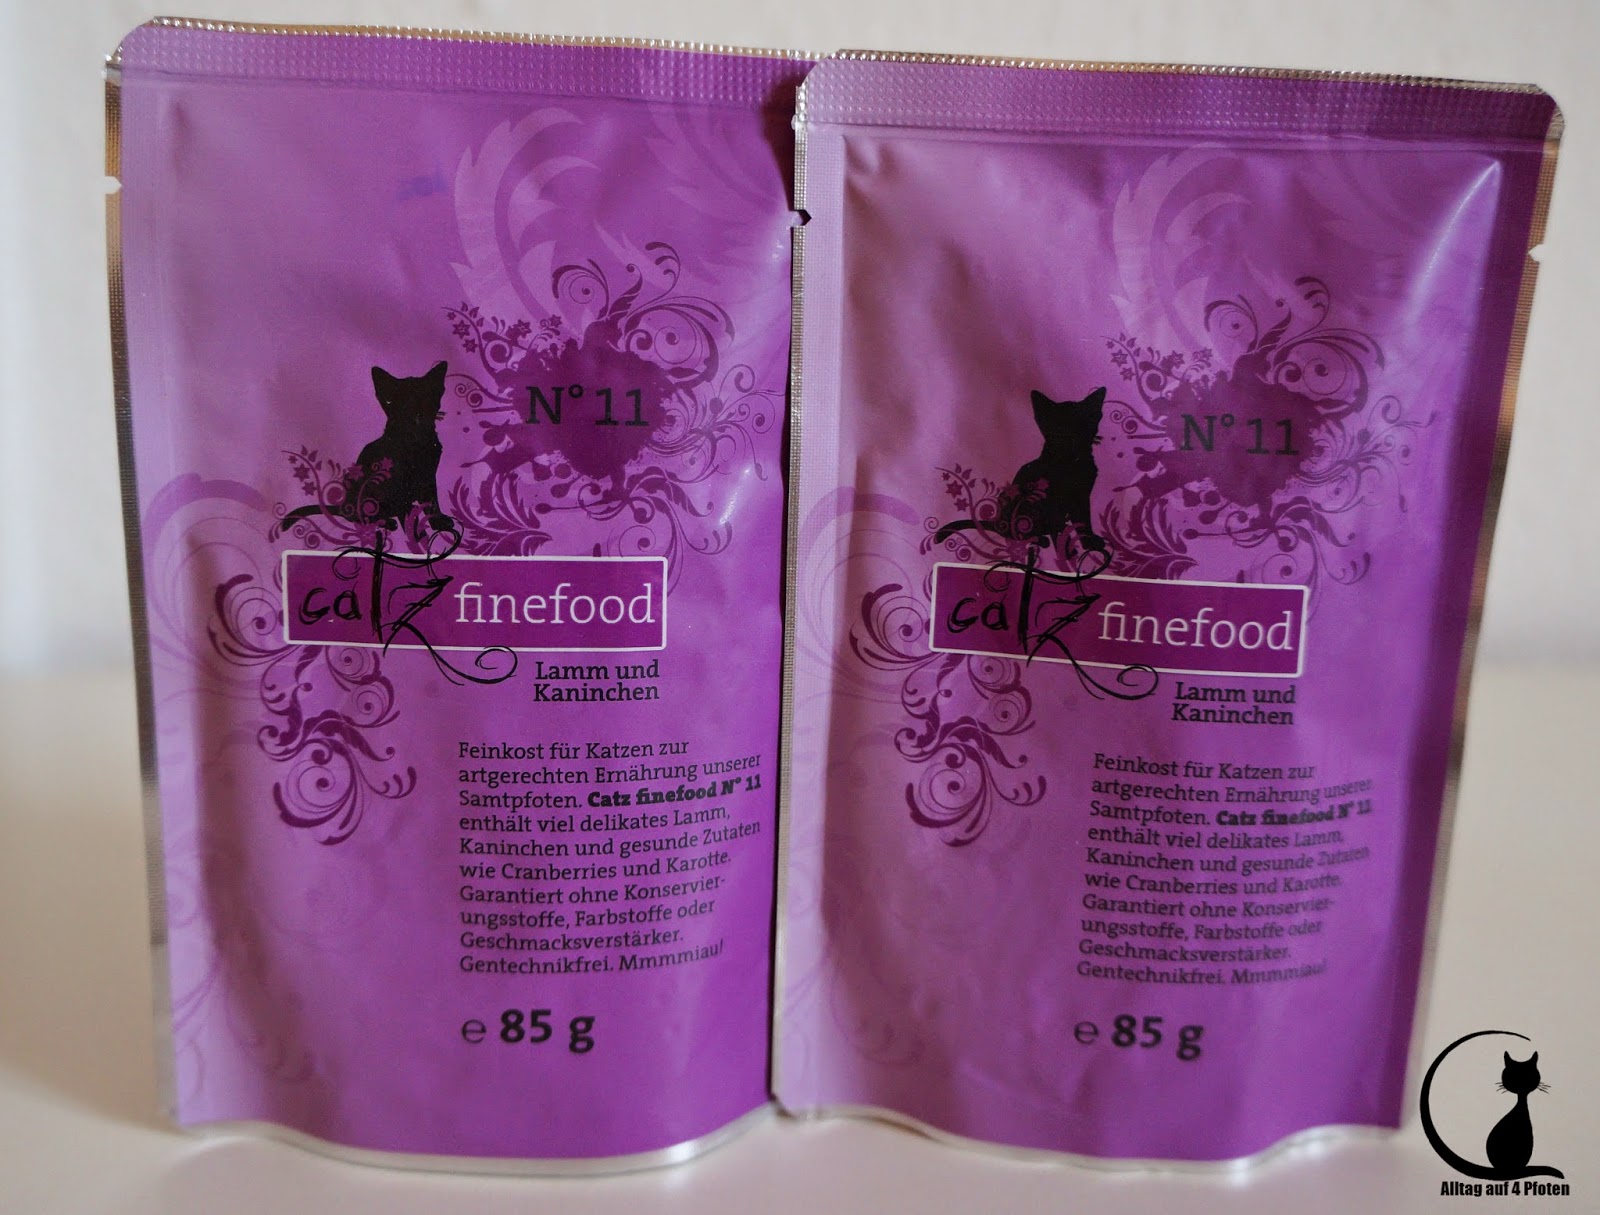 N° 11
catz finefood
Lamm und
Kaninchen
Feinkost für Katzen zur
artgerechten Ernährung unserer
Samtpfoten. Catz finefood N° 11
enthält viel delikates Lamm,
Kaninchen und gesunde Zutaten
wie Cranberries und Karotte.
Garantiert ohne Konservier-
ungsstoffe, Farbstoffe oder
Geschmacksverstärker.
Gentechnikfrei. Mmmmiau!
℮ 85 g
N° 11
catz finefood
Lamm und
Kaninchen
Feinkost für Katzen zur
artgerechten Ernährung unserer
Samtpfoten. Catz finefood N° 11
enthält viel delikates Lamm,
Kaninchen und gesunde Zutaten
wie Cranberries und Karotte.
Garantiert ohne Konservier-
ungsstoffe, Farbstoffe oder
Geschmacksverstärker.
Gentechnikfrei. Mmmmiau!
℮ 85 g
Alltag auf 4 Pfoten